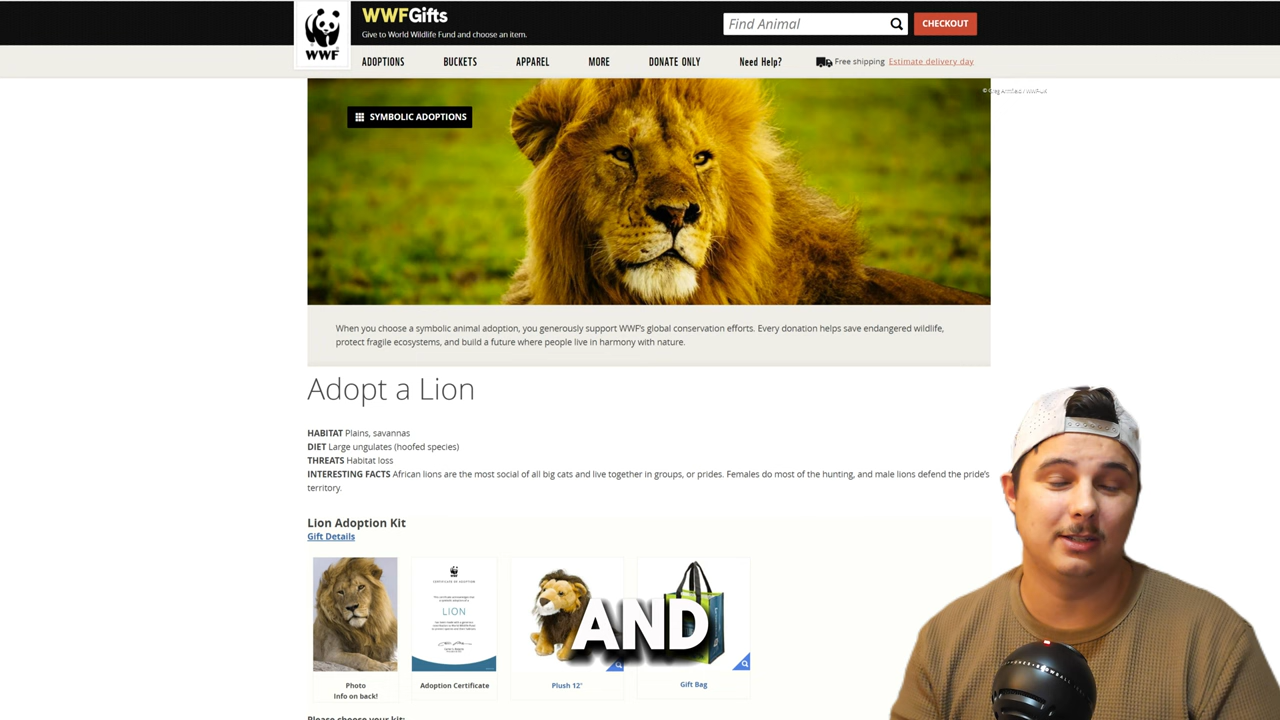 WWFGifts
Give to World Wildlife Fund and choose an item.
Find Animal
CHECKOUT
WWF
ADOPTIONS
BUCKETS
APPAREL
MORE
DONATE ONLY
Need Help?
Free shipping Estimate delivery day
SYMBOLIC ADOPTIONS
When you choose a symbolic animal adoption, you generously support WWF's global conservation efforts. Every donation helps save endangered wildlife,
protect fragile ecosystems, and build a future where people live in harmony with nature.
Adopt a Lion
HABITAT Plains, savannas
DIET Large ungulates (hoofed species)
THREATS Habitat loss
INTERESTING FACTS African lions are the most social of all big cats and live together in groups, or prides. Females do most of the hunting, and male lions defend the pride's
territory.
Lion Adoption Kit
Gift Details
LION
AND
Photo
Info on back!
Adoption Certificate
Plush 12"
Gift Bag
Please choose your kit: